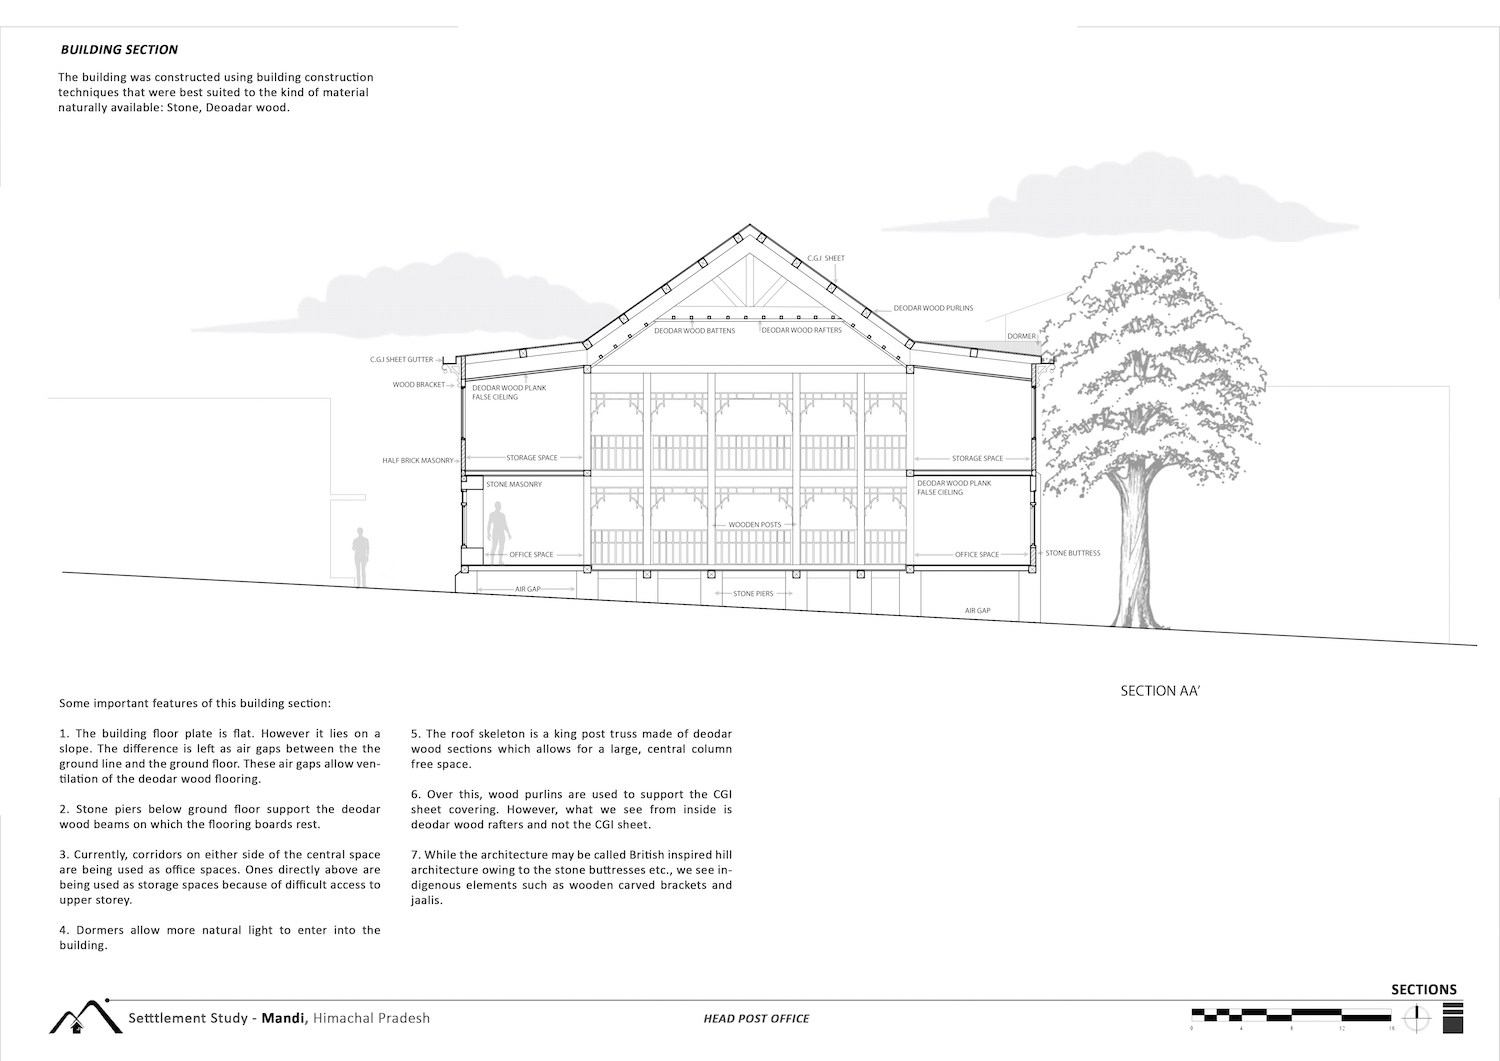 BUILDING SECTION
The building was constructed using building construction
techniques that were best suited to the kind of material
naturally available: Stone, Deoadar wood.
C.G.I SHEET
DEODAR WOOD PURLINS
DEODAR WOOD BATTENS
DEODAR WOOD RAFTERS
DORMER
C.G.I SHEET GUTTER
WOOD BRACKET
DEODAR WOOD PLANK
FALSE CIELING
HALF BRICK MASONRY
STORAGE SPACE
STORAGE SPACE
STONE MASONRY
DEODAR WOOD PLANK
FALSE CIELING
WOODEN POSTS
OFFICE SPACE
OFFICE SPACE
STONE BUTTRESS
AIR GAP
STONE PIERS
AIR GAP
SECTION AA'
Some important features of this building section:
1. The building floor plate is flat. However it lies on a
slope. The difference is left as air gaps between the the
ground line and the ground floor. These air gaps allow ven-
tilation of the deodar wood flooring.
2. Stone piers below ground floor support the deodar
wood beams on which the flooring boards rest.
3. Currently, corridors on either side of the central space
are being used as office spaces. Ones directly above are
being used as storage spaces because of difficult access to
upper storey.
4. Dormers allow more natural light to enter into the
building.
5. The roof skeleton is a king post truss made of deodar
wood sections which allows for a large, central column
free space.
6. Over this, wood purlins are used to support the CGI
sheet covering. However, what we see from inside is
deodar wood rafters and not the CGI sheet.
7. While the architecture may be called British inspired hill
architecture owing to the stone buttresses etc., we see in-
digenous elements such as wooden carved brackets and
jaalis.
SECTIONS
Setttlement Study - Mandi, Himachal Pradesh
HEAD POST OFFICE
0 4 8 12 16